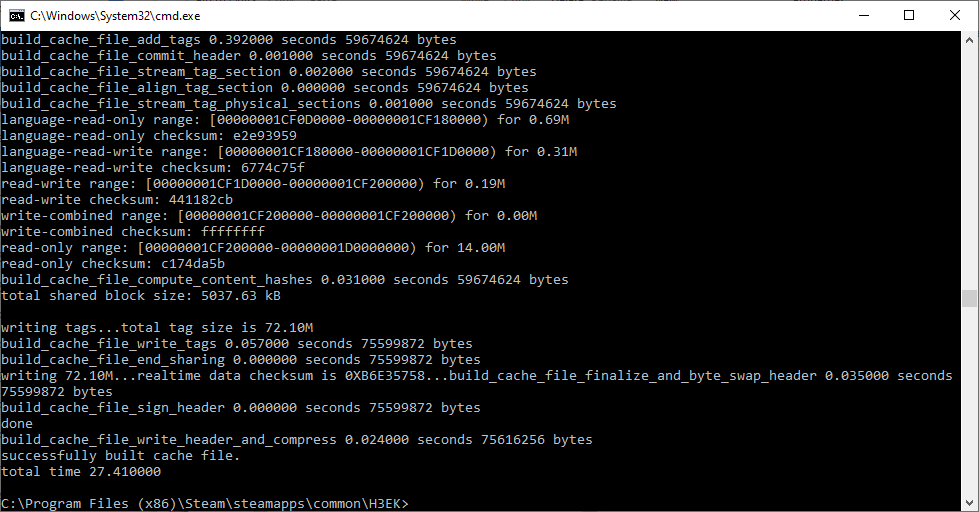 C:\Windows\System32\cmd.exe
build_cache_file_add_tags 0.392000 seconds 59674624 bytes
build_cache_file_commit_header 0.001000 seconds 59674624 bytes
build_cache_file_stream_tag_section 0.002000 seconds 59674624 bytes
build_cache_file_align_tag_section 0.000000 seconds 59674624 bytes
build_cache_file_stream_tag_physical_sections 0.001000 seconds 59674624 bytes
language-read-only range: [00000001CF0D0000-00000001CF180000) for 0.69M
language-read-only checksum: e2e93959
language-read-write range: [00000001CF180000-00000001CF1D0000) for 0.31M
language-read-write checksum: 6774c75f
read-write range: [00000001CF1D0000-00000001CF200000) for 0.19M
read-write checksum: 441182cb
write-combined range: [00000001CF200000-00000001CF200000) for 0.00M
write-combined checksum: ffffffff
read-only range: [00000001CF200000-00000001D0000000) for 14.00M
read-only checksum: c174da5b
build_cache_file_compute_content_hashes 0.031000 seconds 59674624 bytes
total shared block size: 5037.63 kB
writing tags...total tag size is 72.10M
build_cache_file_write_tags 0.057000 seconds 75599872 bytes
build_cache_file_end_sharing 0.000000 seconds 75599872 bytes
writing 72.10M...realtime data checksum is 0XB6E35758...build_cache_file_finalize_and_byte_swap_header 0.035000 seconds
75599872 bytes
build_cache_file_sign_header 0.000000 seconds 75599872 bytes
done
build_cache_file_write_header_and_compress 0.024000 seconds 75616256 bytes
successfully built cache file.
total time 27.410000
C:\Program Files (x86)\Steam\steamapps\common\H3EK>